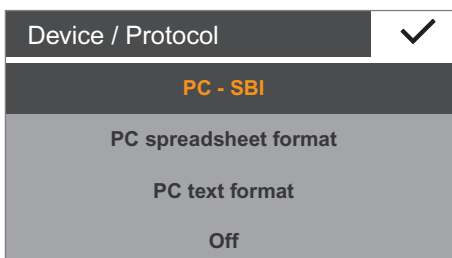 Device / Protocol
PC - SBI
PC spreadsheet format
PC text format
Off